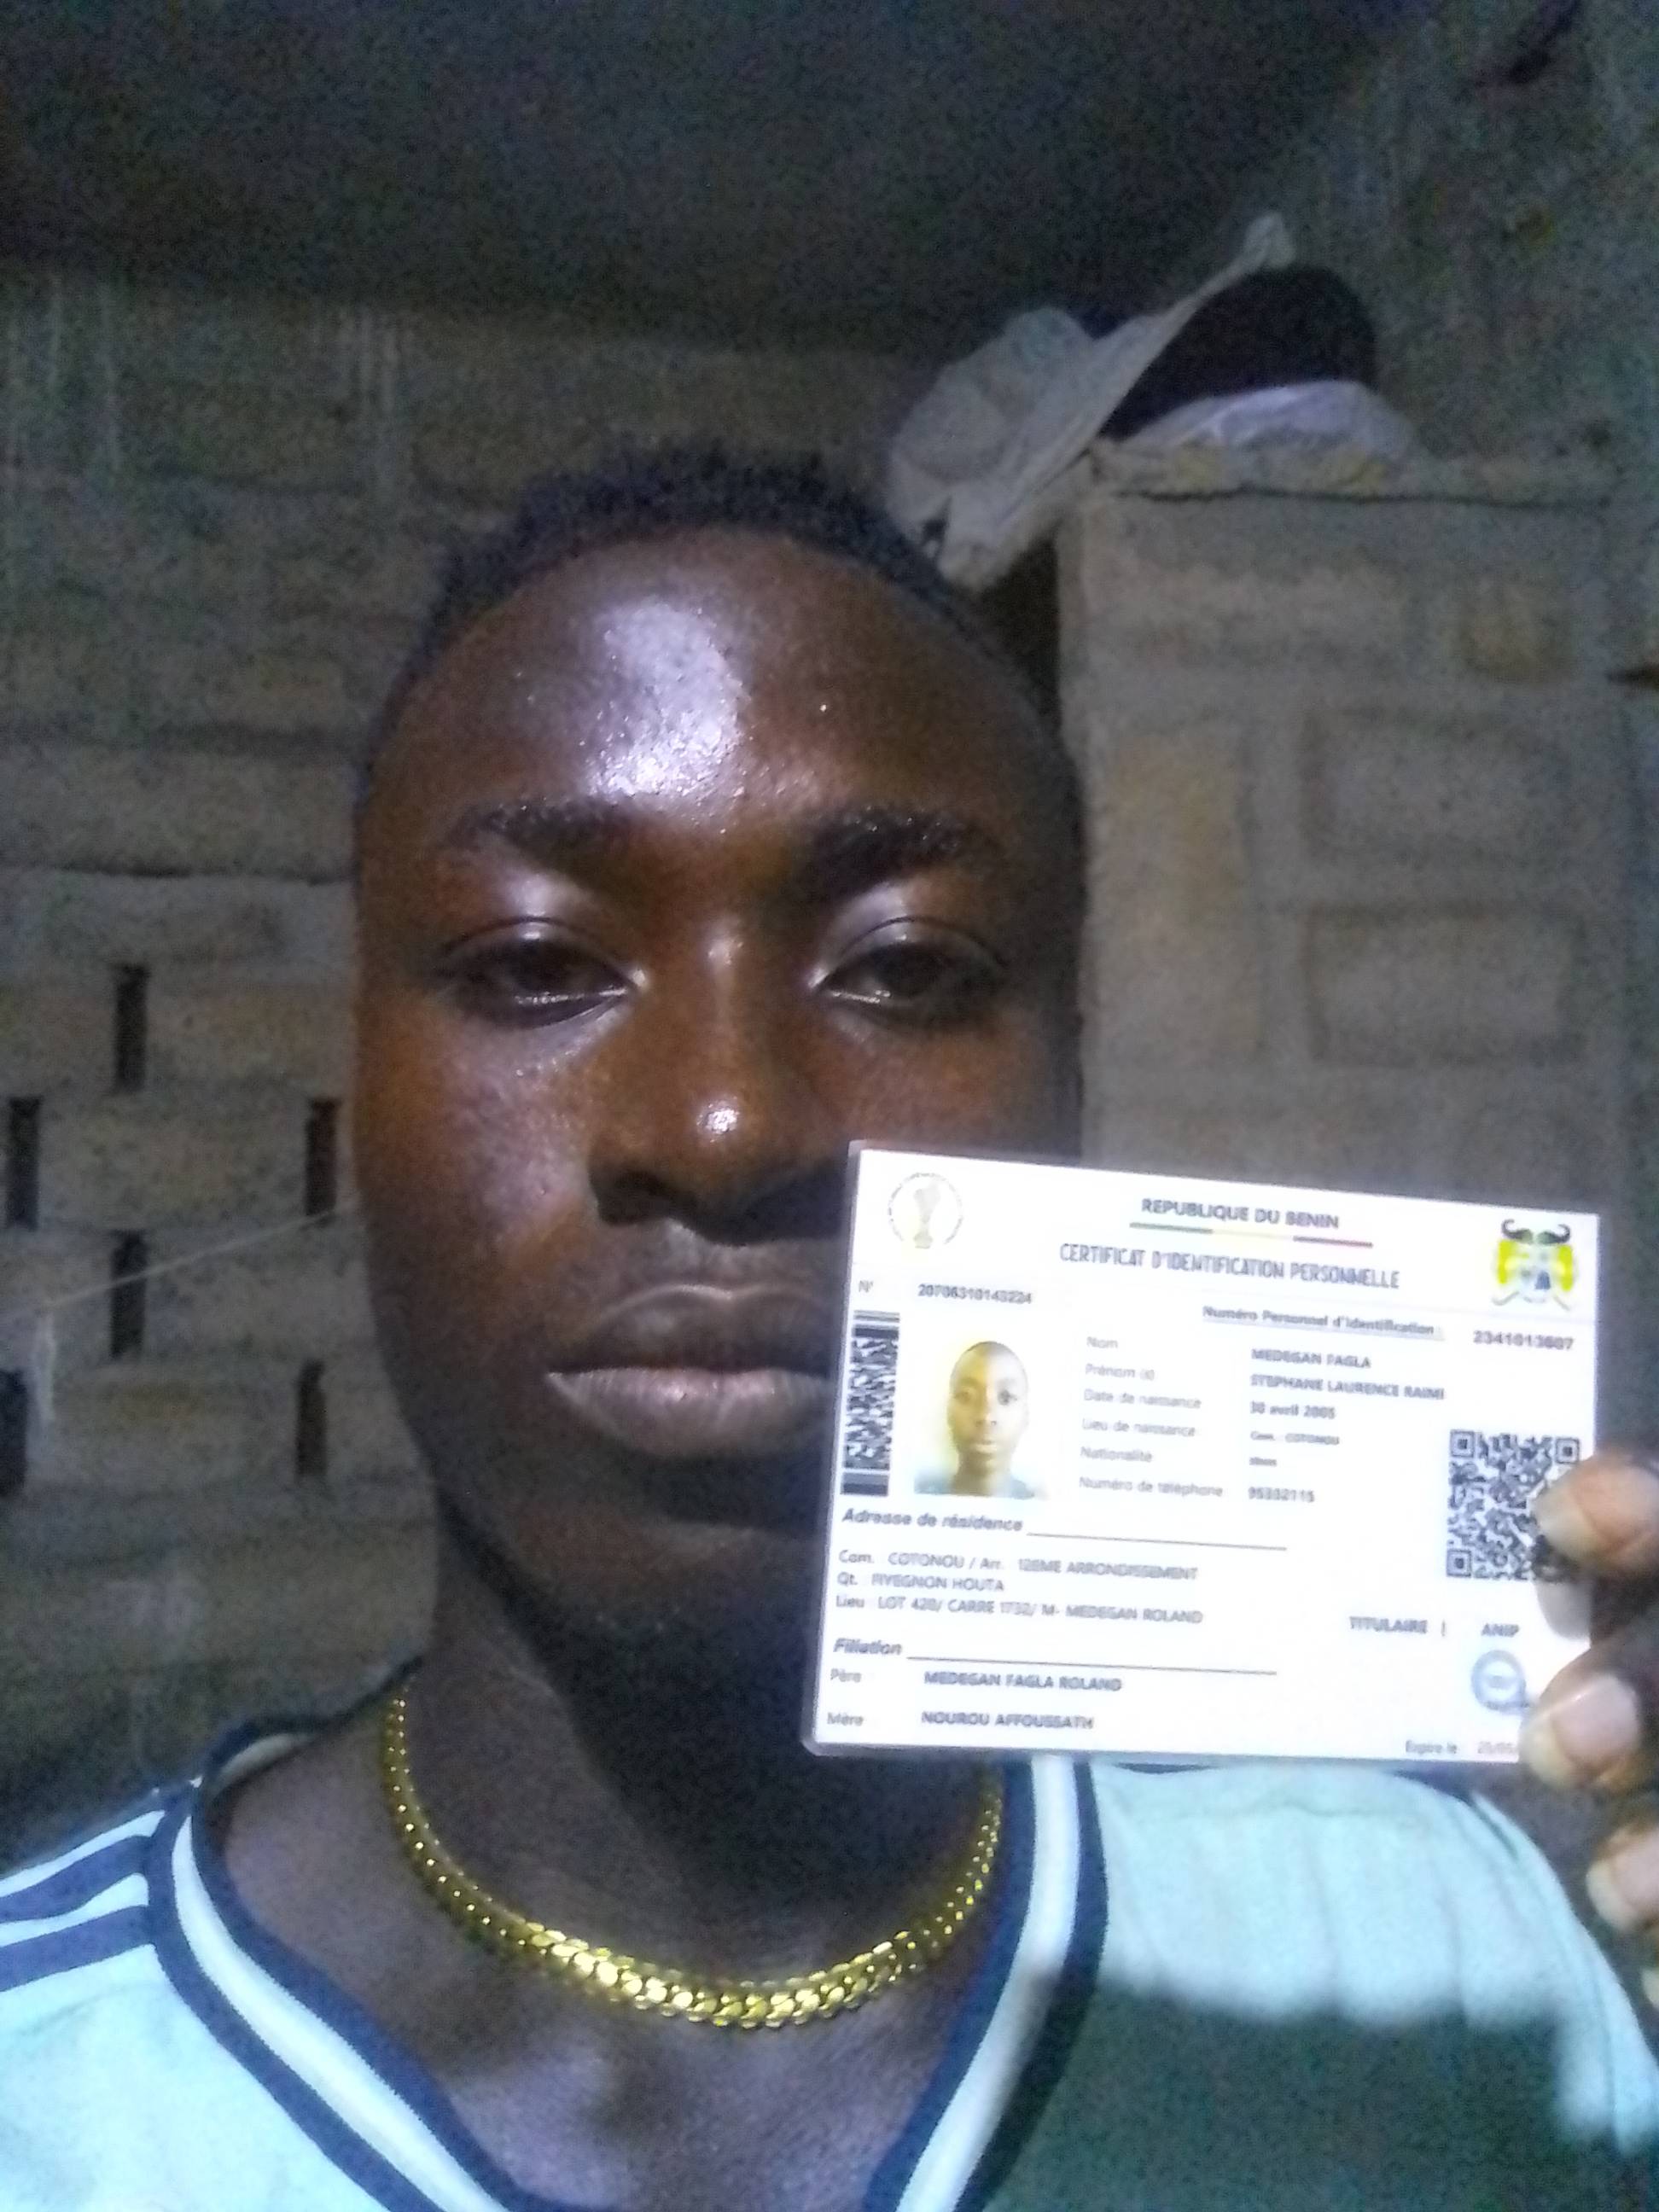 REPUBLIQUE DU BENIN
CERTIFICAT D'IDENTIFICATION PERSONNELLE
N° 20706310143224
Numéro Personnel d'Identification : 2341013607
Nom MEDEGAN FAGLA
Prénom (s) STEPHANE LAURENCE RAIMI
Date de naissance 30 avril 2005
Lieu de naissance Com. : COTONOU
Nationalité
Numéro de téléphone 95332115
Adresse de résidence
Com. COTONOU / Arr. 12EME ARRONDISSEMENT
Qt. FIYEGNON HOUTA
Lieu LOT 420/ CARRE 1732/ M- MEDEGAN ROLAND
TITULAIRE | ANIP
Filiation
Père MEDEGAN FAGLA ROLAND
Mère NOUROU AFFOUSSATH
Expire le